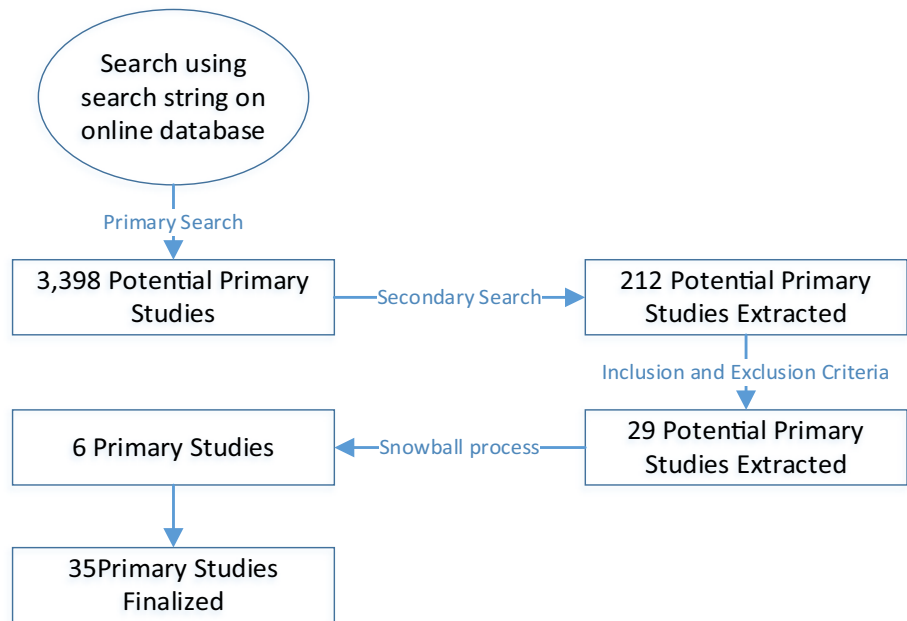 Search using
search string on
online database
Primary Search
3,398 Potential Primary
Studies
Secondary Search
212 Potential Primary
Studies Extracted
Inclusion and Exclusion Criteria
29 Potential Primary
Studies Extracted
Snowball process
6 Primary Studies
35Primary Studies
Finalized